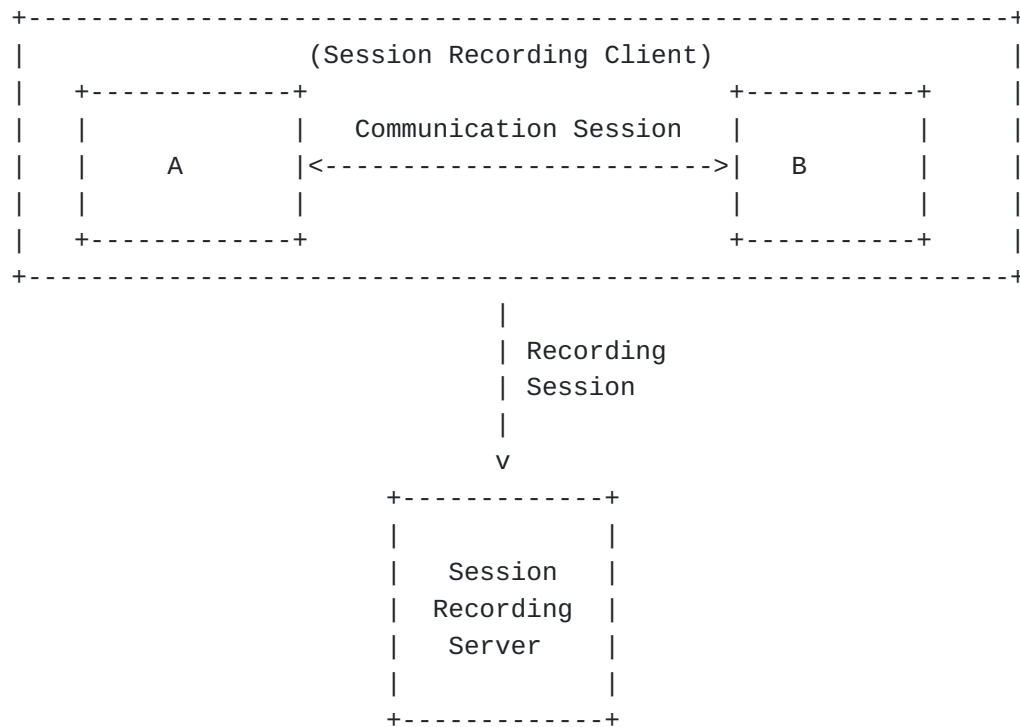 (Session Recording Client)
Communication Session
A <-------------------------> B
Recording
Session
v
Session
Recording
Server